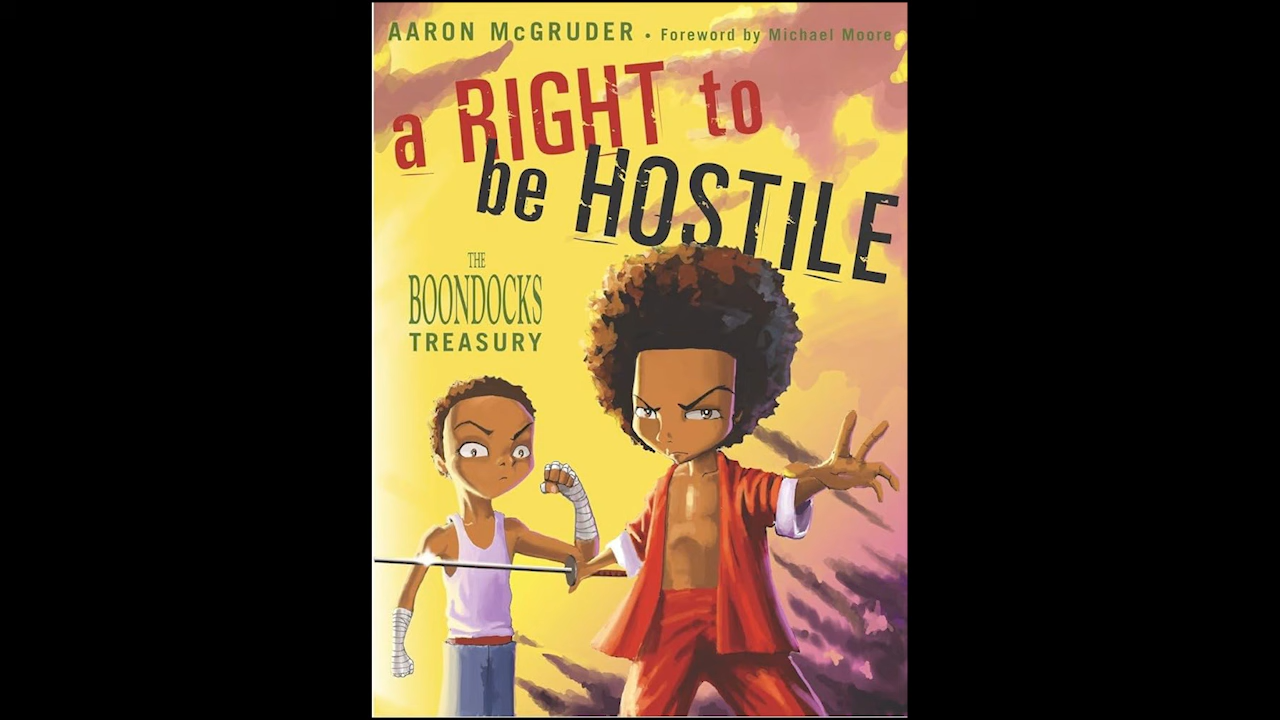 AARON McGRUDER • Foreword by Michael Moore
a RIGHT to
be HOSTILE
THE
BOONDOCKS
TREASURY